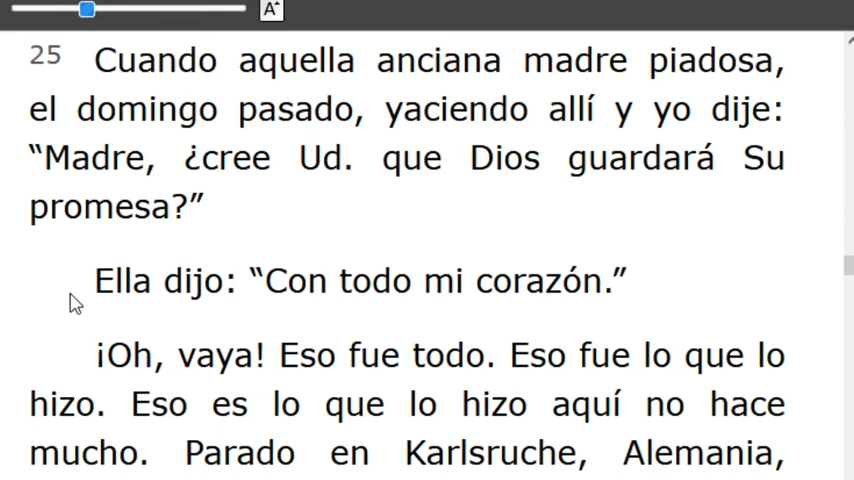 A
25 Cuando aquella anciana madre piadosa,
el domingo pasado, yaciendo allí y yo dije:
“Madre, ¿cree Ud. que Dios guardará Su
promesa?”
Ella dijo: “Con todo mi corazón.”
¡Oh, vaya! Eso fue todo. Eso fue lo que lo
hizo. Eso es lo que lo hizo aquí no hace
mucho. Parado en Karlsruche, Alemania,